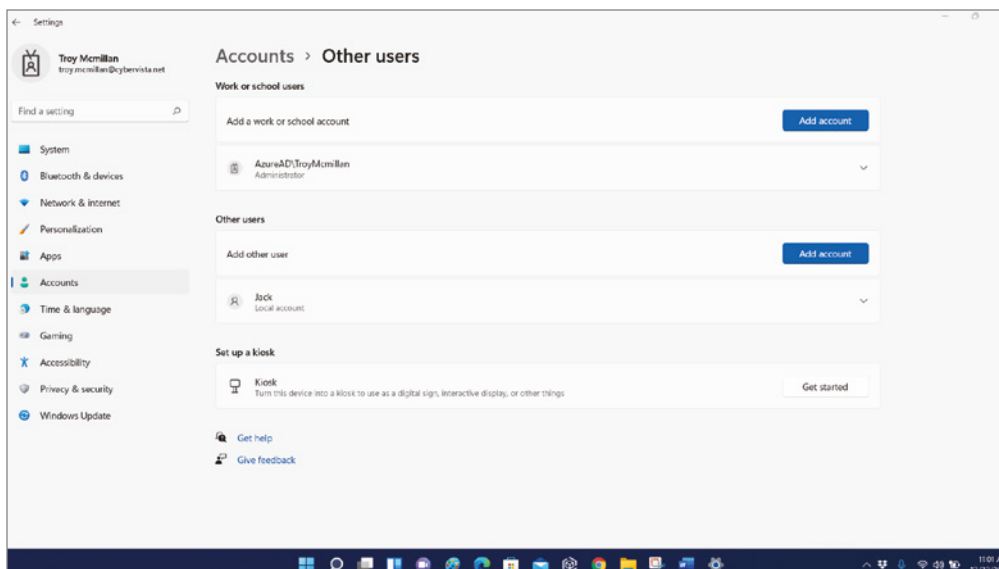 Settings
Troy Mcmillan
troy.mcmillan@cybervista.net
Find a setting
System
Bluetooth & devices
Network & internet
Personalization
Apps
Accounts
Time & language
Gaming
Accessibility
Privacy & security
Windows Update
Accounts > Other users
Work or school users
Add a work or school account
Add account
AzureAD\TroyMcmillan
Administrator
Other users
Add other user
Add account
Jack
Local account
Set up a kiosk
Kiosk
Turn this device into a kiosk to use as a digital sign, interactive display, or other things
Get started
Get help
Give feedback
11:01